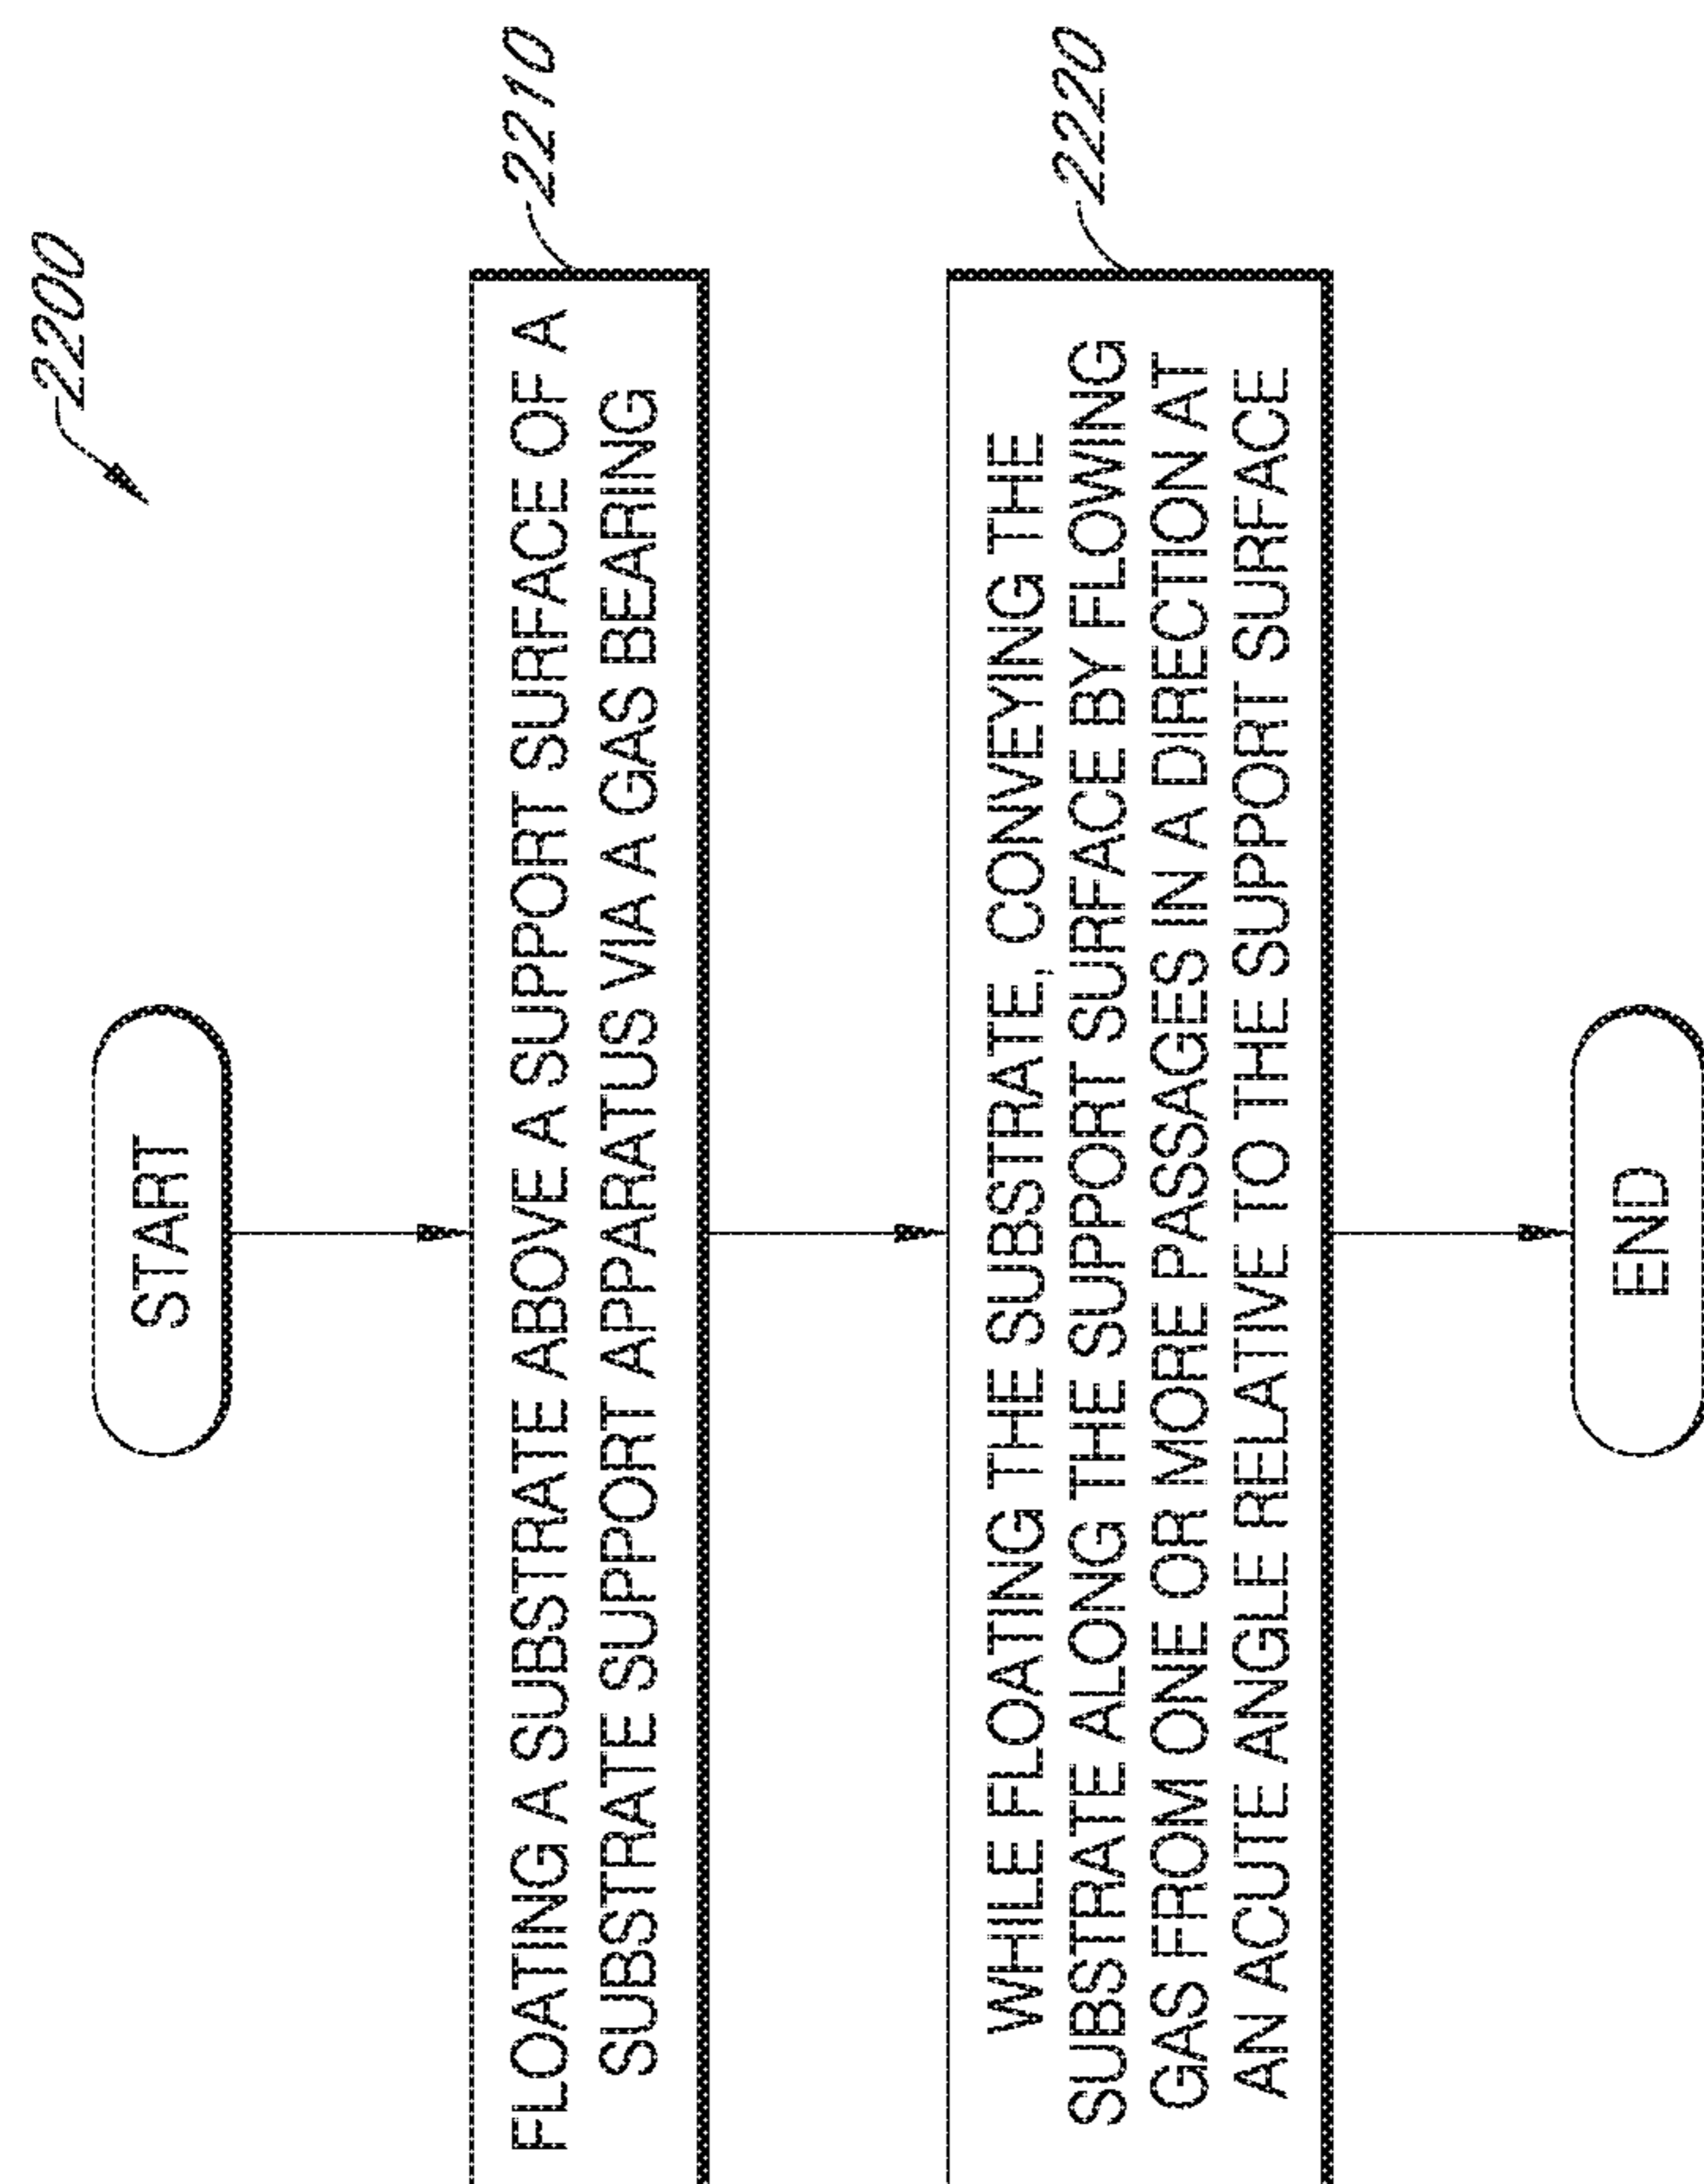 2200
START
2210
FLOATING A SUBSTRATE ABOVE A SUPPORT SURFACE OF A
SUBSTRATE SUPPORT APPARATUS VIA A GAS BEARING
2220
WHILE FLOATING THE SUBSTRATE, CONVEYING THE
SUBSTRATE ALONG THE SUPPORT SURFACE BY FLOWING
GAS FROM ONE OR MORE PASSAGES IN A DIRECTION AT
AN ACUTE ANGLE RELATIVE TO THE SUPPORT SURFACE
END